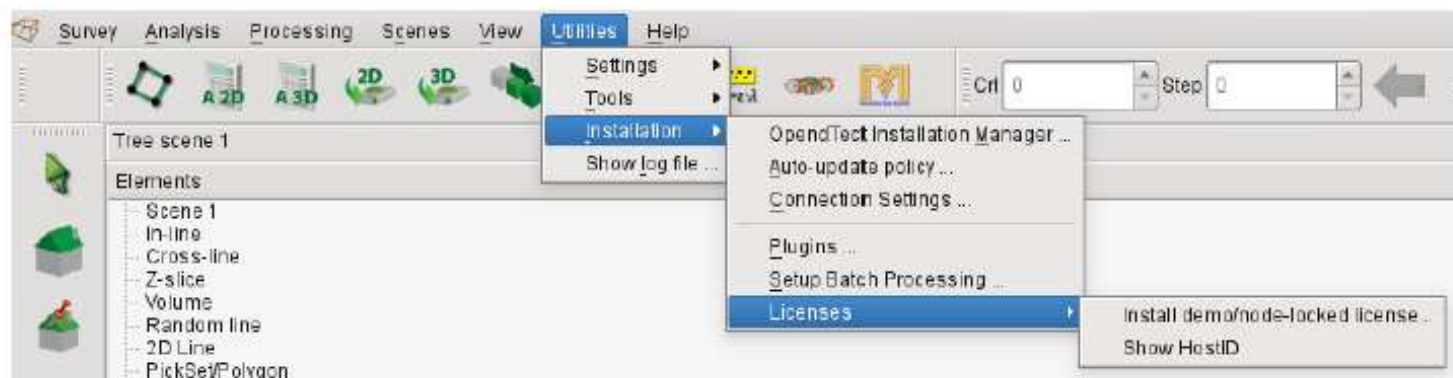 Survey Analysis Processing Scenes View Utilities Help
A 2D A 3D 2D 3D
Crl 0 Step 0
Settings
Tools
Installation
Show log file ...
OpendTect Installation Manager ...
Auto-update policy ...
Connection Settings ...
Plugins ...
Setup Batch Processing ...
Licenses
Install demo/node-locked license ..
Show HostID
Tree scene 1
Elements
Scene 1
In-line
Cross-line
Z-slice
Volume
Random line
2D Line
PickSet/Polygon